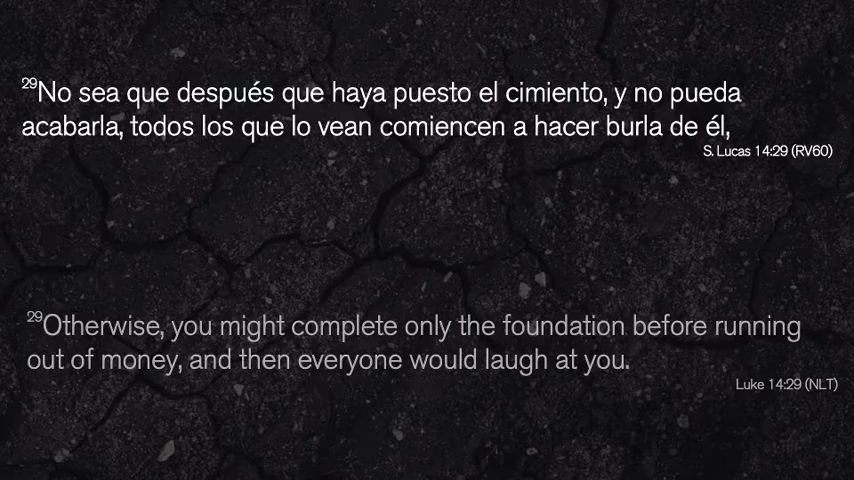 29No sea que después que haya puesto el cimiento, y no pueda
acabarla, todos los que lo vean comiencen a hacer burla de él,
S. Lucas 14:29 (RV60)
29Otherwise, you might complete only the foundation before running
out of money, and then everyone would laugh at you.
Luke 14:29 (NLT)